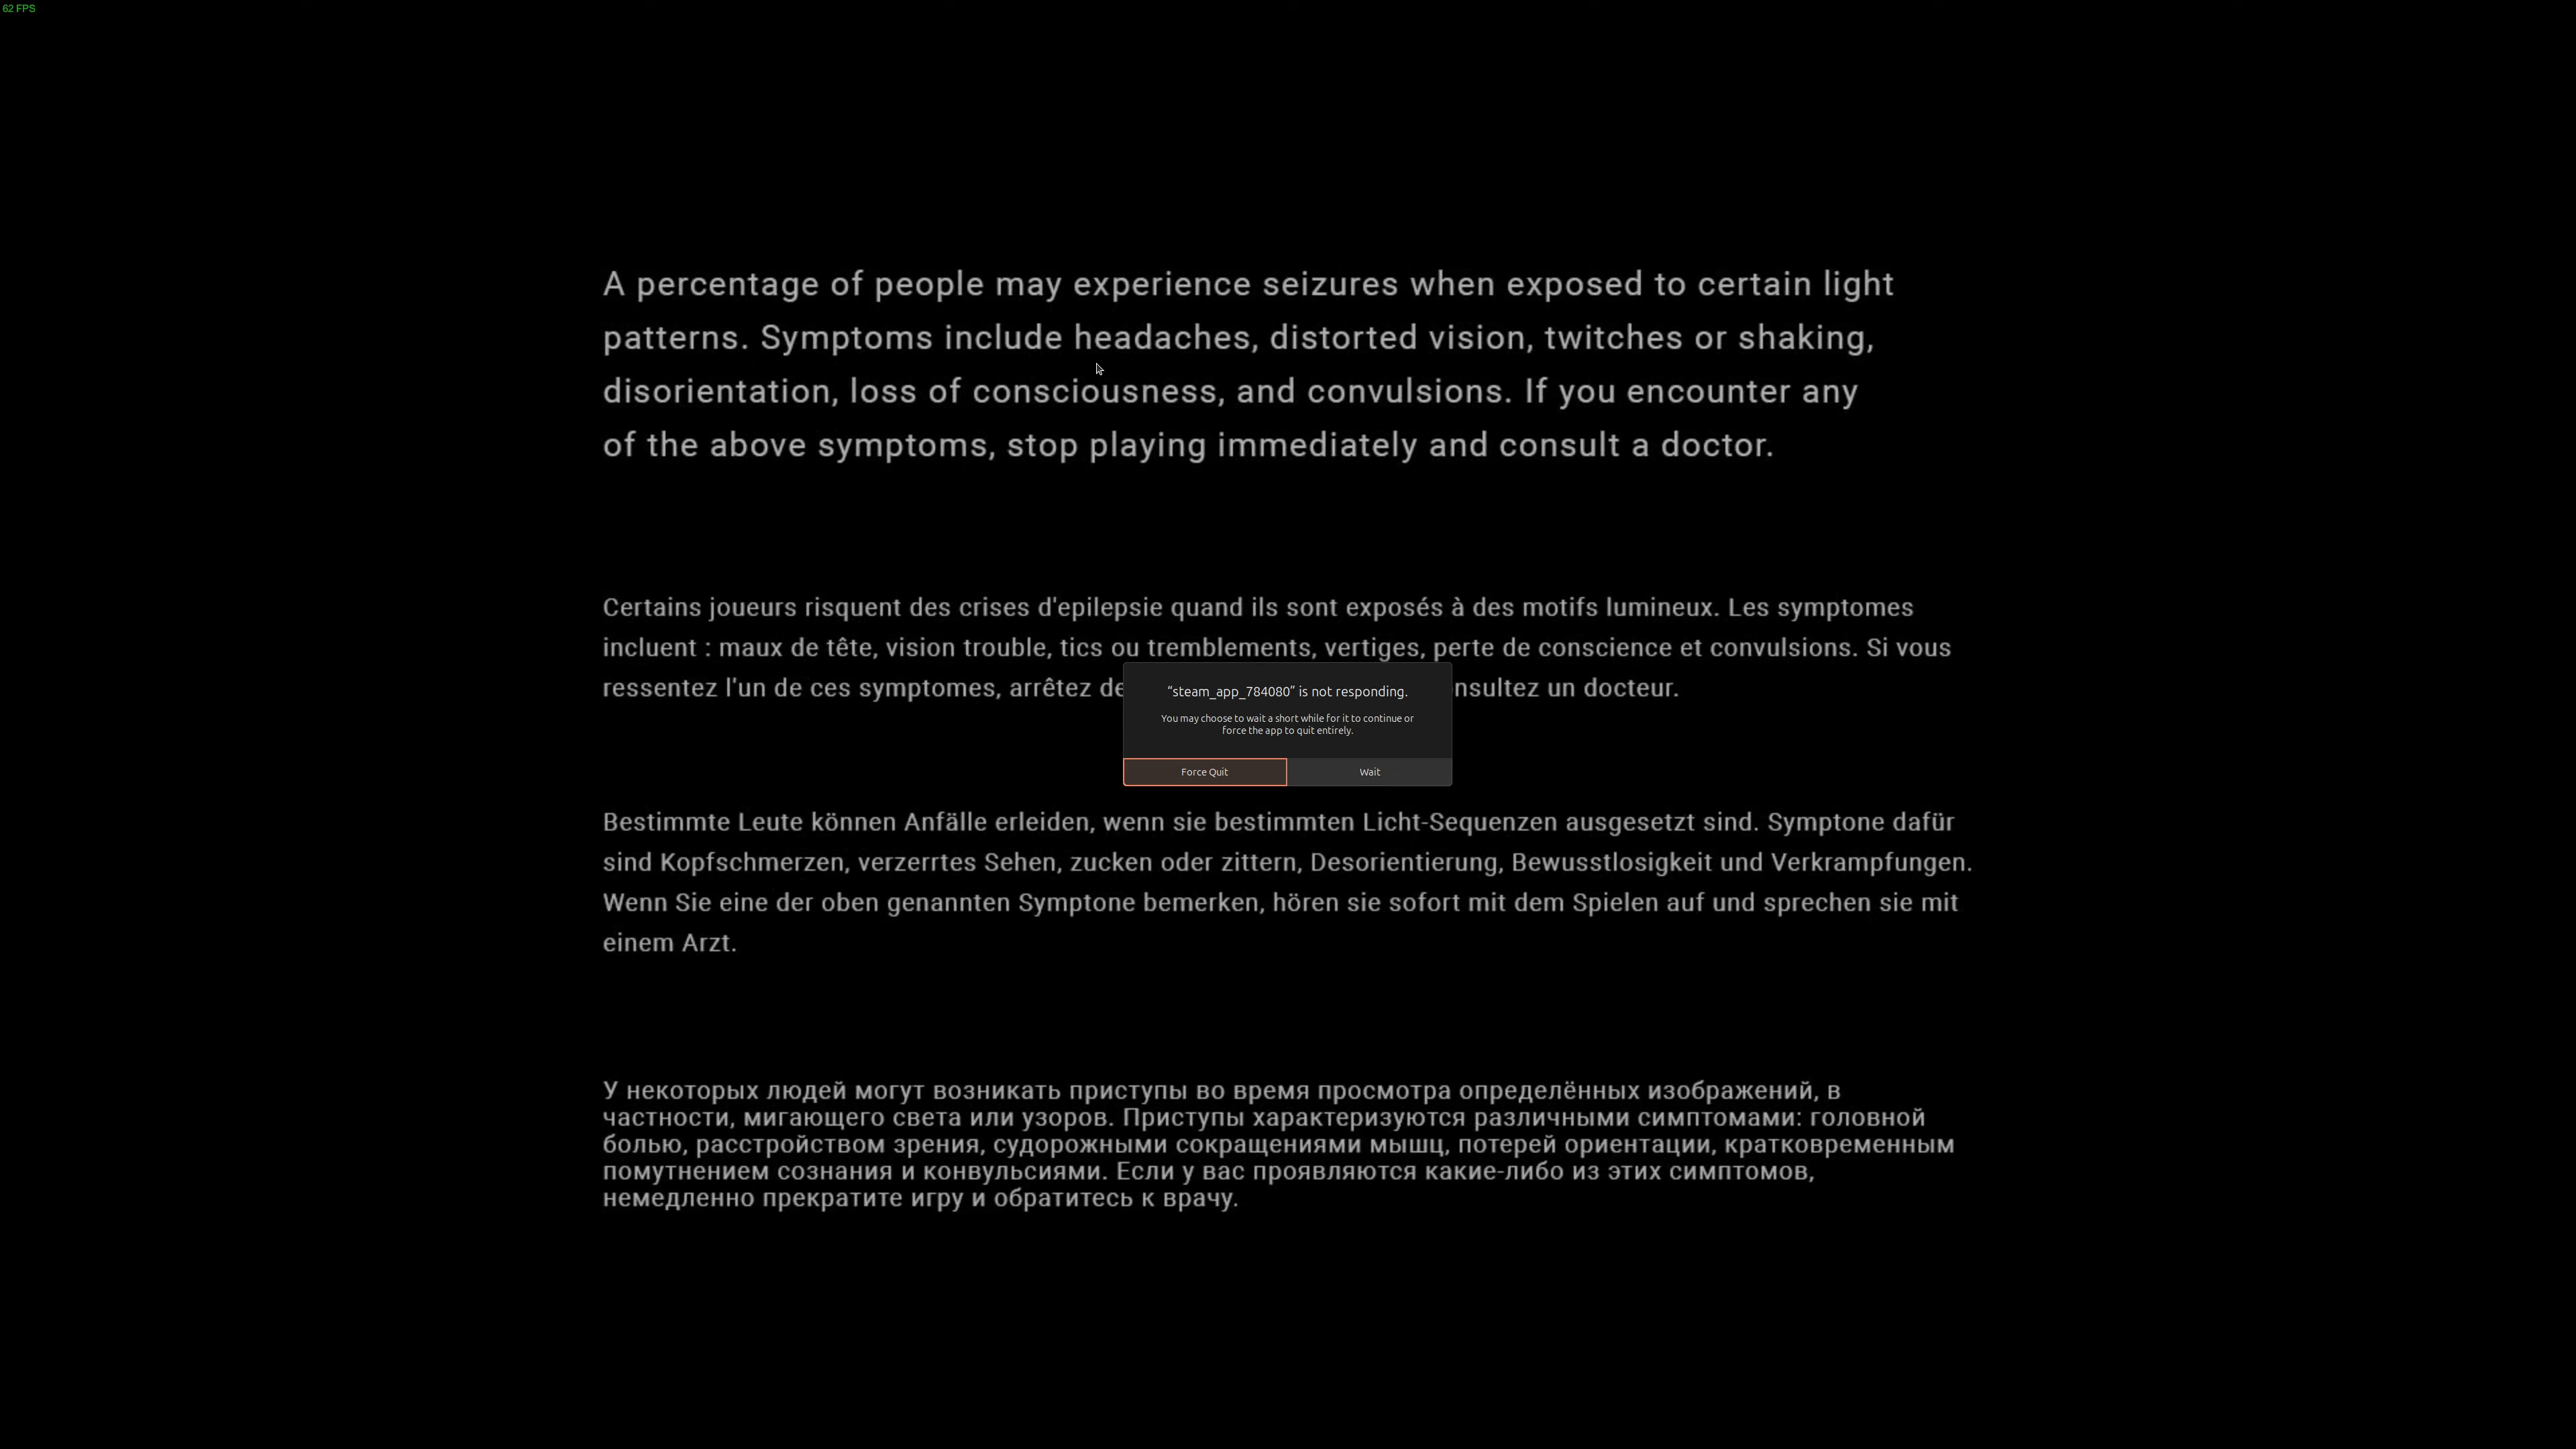 62 FPS
A percentage of people may experience seizures when exposed to certain light
patterns. Symptoms include headaches, distorted vision, twitches or shaking,
disorientation, loss of consciousness, and convulsions. If you encounter any
of the above symptoms, stop playing immediately and consult a doctor.
Certains joueurs risquent des crises d'epilepsie quand ils sont exposés à des motifs lumineux. Les symptomes
incluent : maux de tête, vision trouble, tics ou tremblements, vertiges, perte de conscience et convulsions. Si vous
ressentez l'un de ces symptomes, arrêtez de nsultez un docteur.
“steam_app_784080” is not responding.
You may choose to wait a short while for it to continue or
force the app to quit entirely.
Force Quit
Wait
Bestimmte Leute können Anfälle erleiden, wenn sie bestimmten Licht-Sequenzen ausgesetzt sind. Symptone dafür
sind Kopfschmerzen, verzerrtes Sehen, zucken oder zittern, Desorientierung, Bewusstlosigkeit und Verkrampfungen.
Wenn Sie eine der oben genannten Symptone bemerken, hören sie sofort mit dem Spielen auf und sprechen sie mit
einem Arzt.
У некоторых людей могут возникать приступы во время просмотра определённых изображений, в
частности, мигающего света или узоров. Приступы характеризуются различными симптомами: головной
болью, расстройством зрения, судорожными сокращениями мышц, потерей ориентации, кратковременным
помутнением сознания и конвульсиями. Если у вас проявляются какие-либо из этих симптомов,
немедленно прекратите игру и обратитесь к врачу.